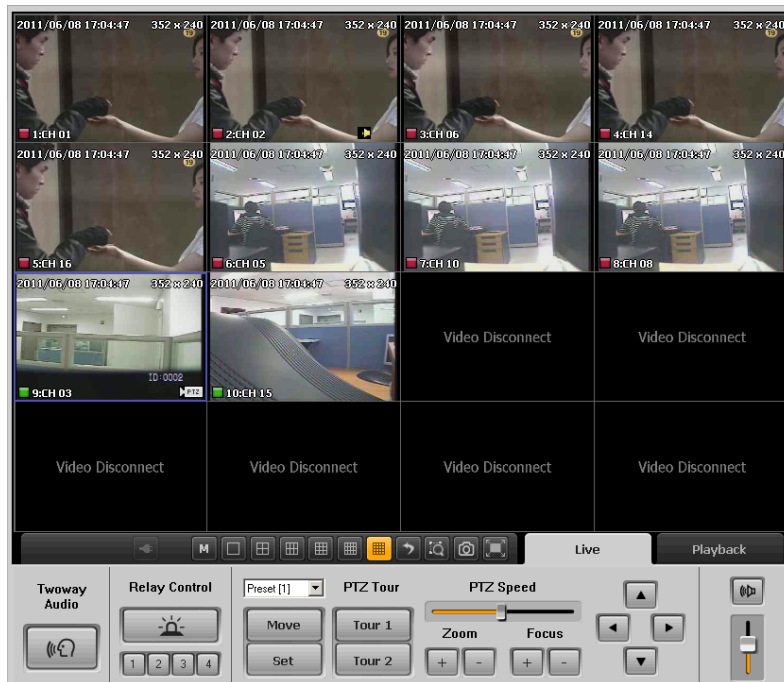 2011/06/08 17:04:47 352 x 240 2011/06/08 17:04:47 352 x 240 2011/06/08 17:04:47 352 x 240 2011/06/08 17:04:47 352 x 240
19 19 19 19
1:CH 01 2:CH 02 3:CH 06 4:CH 14
2011/06/08 17:04:47 352 x 240 2011/06/08 17:04:47 352 x 240 2011/06/08 17:04:47 352 x 240 2011/06/08 17:04:47 352 x 240
19
5:CH 16 6:CH 05 7:CH 10 8:CH 08
2011/06/08 17:04:47 352 x 240 2011/06/08 17:04:47 352 x 240
Video Disconnect Video Disconnect
ID:0002
9:CH 03 PTZ 10:CH 15
Video Disconnect Video Disconnect Video Disconnect Video Disconnect
M Live Playback
Twoway Audio Relay Control Preset [1] PTZ Tour PTZ Speed
Move Tour 1
Zoom Focus
Set Tour 2 + - + -
1 2 3 4